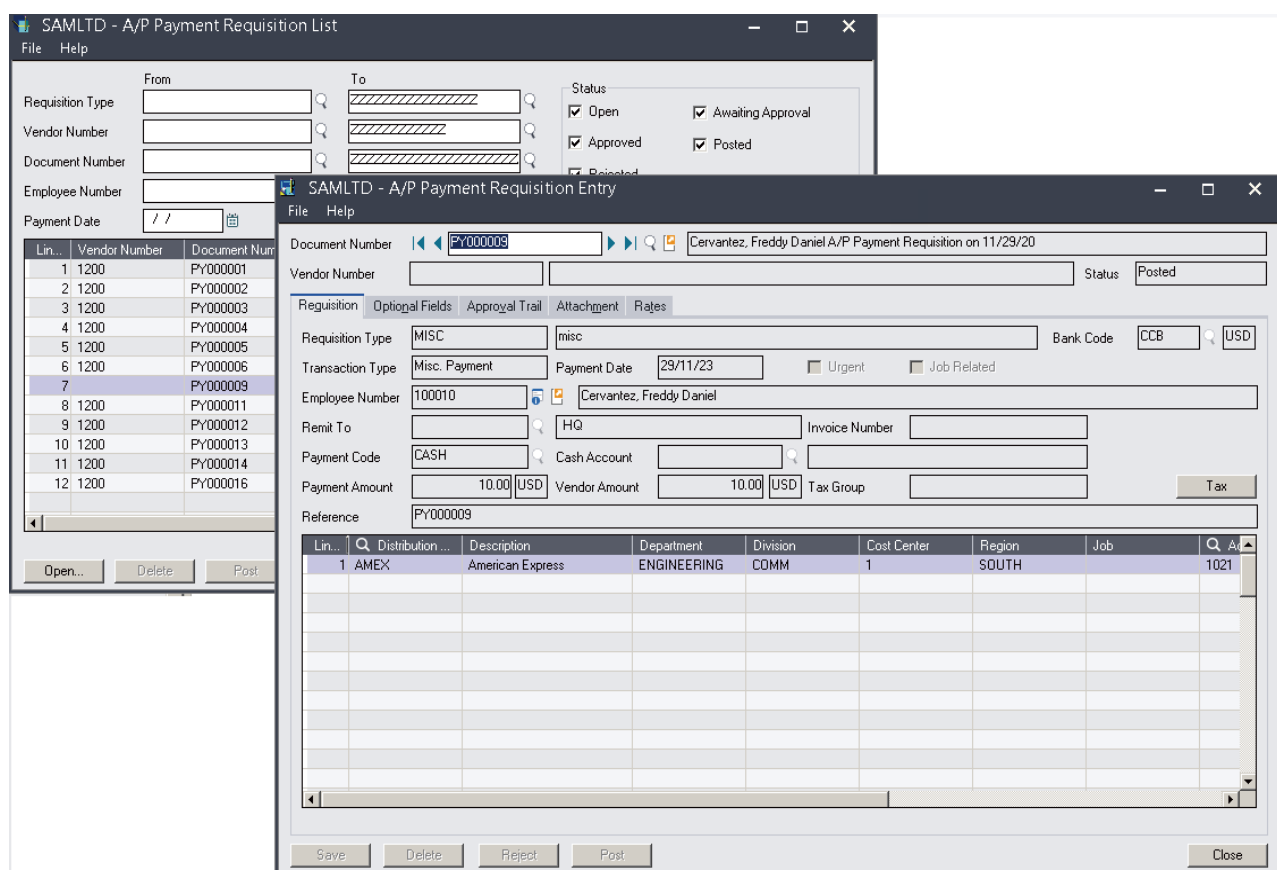 SAMLTD - A/P Payment Requisition List
File Help
From To
Requisition Type ZZZZZZZZZZZZZZZZ
Vendor Number ZZZZZZZZZZZZ
Document Number
Employee Number
Payment Date / /
Status
Open Awaiting Approval
Approved Posted
Rejected
Lin... Vendor Number Document Num
1 1200 PY000001
2 1200 PY000002
3 1200 PY000003
4 1200 PY000004
5 1200 PY000005
6 1200 PY000006
7 PY000009
8 1200 PY000011
9 1200 PY000012
10 1200 PY000013
11 1200 PY000014
12 1200 PY000016
Open... Delete Post
SAMLTD - A/P Payment Requisition Entry
File Help
Document Number PY000009 Cervantez, Freddy Daniel A/P Payment Requisition on 11/29/20
Vendor Number Status Posted
Requisition Optional Fields Approval Trail Attachment Rates
Requisition Type MISC misc Bank Code CCB USD
Transaction Type Misc. Payment Payment Date 29/11/23 Urgent Job Related
Employee Number 100010 Cervantez, Freddy Daniel
Remit To HQ Invoice Number
Payment Code CASH Cash Account
Payment Amount 10.00 USD Vendor Amount 10.00 USD Tax Group Tax
Reference PY000009
Lin... Distribution ... Description Department Division Cost Center Region Job
1 AMEX American Express ENGINEERING COMM 1 SOUTH 1021
Save Delete Reject Post Close